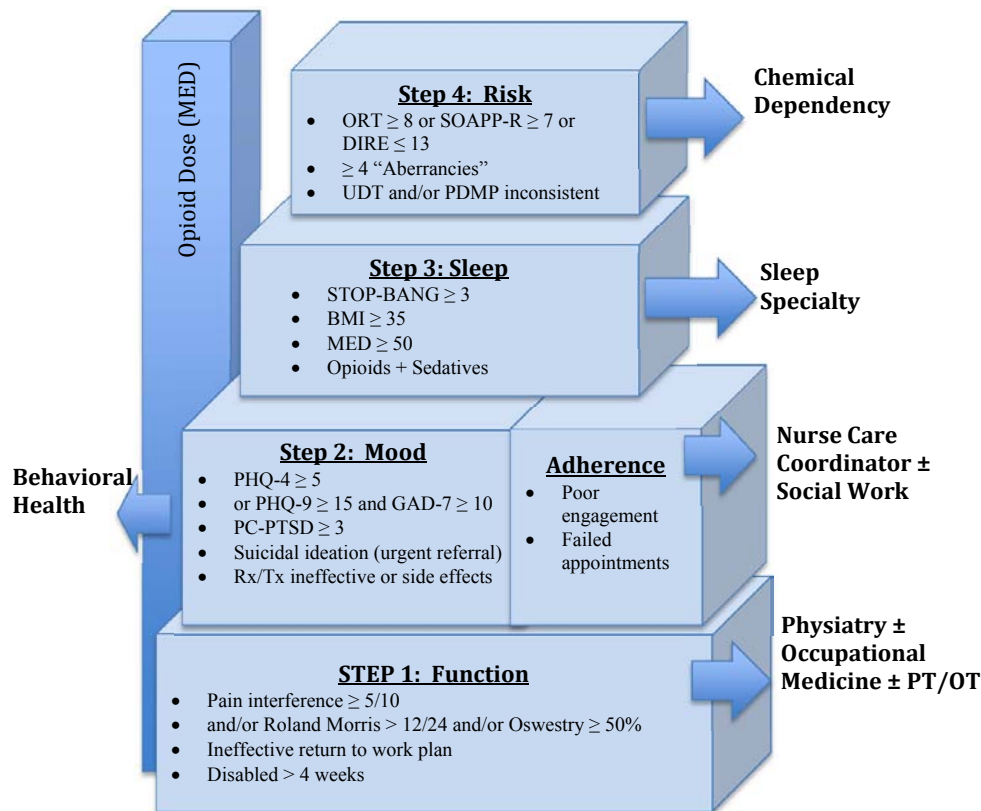 Opioid Dose (MED)
Step 4: Risk
• ORT ≥ 8 or SOAPP-R ≥ 7 or
DIRE ≤ 13
• ≥ 4 “Aberrancies”
• UDT and/or PDMP inconsistent
Chemical
Dependency
Step 3: Sleep
• STOP-BANG ≥ 3
• BMI ≥ 35
• MED ≥ 50
• Opioids + Sedatives
Sleep
Specialty
Step 2: Mood
• PHQ-4 ≥ 5
• or PHQ-9 ≥ 15 and GAD-7 ≥ 10
• PC-PTSD ≥ 3
• Suicidal ideation (urgent referral)
• Rx/Tx ineffective or side effects
Behavioral
Health
Adherence
• Poor
engagement
• Failed
appointments
Nurse Care
Coordinator ±
Social Work
STEP 1: Function
• Pain interference ≥ 5/10
• and/or Roland Morris > 12/24 and/or Oswestry ≥ 50%
• Ineffective return to work plan
• Disabled > 4 weeks
Physiatry ±
Occupational
Medicine ± PT/OT